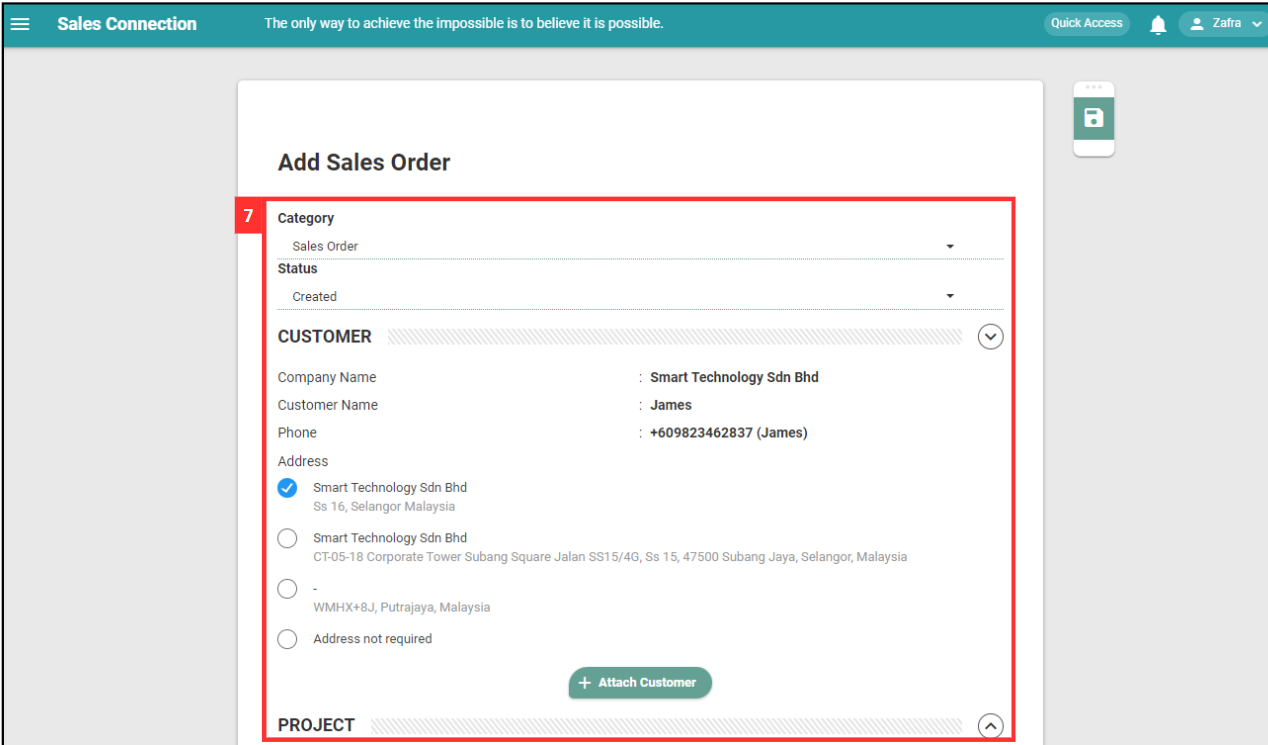 Sales Connection
The only way to achieve the impossible is to believe it is possible.
Quick Access
Zafra
Add Sales Order
7
Category
Sales Order
Status
Created
CUSTOMER
Company Name : Smart Technology Sdn Bhd
Customer Name : James
Phone : +609823462837 (James)
Address
Smart Technology Sdn Bhd
Ss 16, Selangor Malaysia
Smart Technology Sdn Bhd
CT-05-18 Corporate Tower Subang Square Jalan SS15/4G, Ss 15, 47500 Subang Jaya, Selangor, Malaysia
-
WMHX+8J, Putrajaya, Malaysia
Address not required
+ Attach Customer
PROJECT